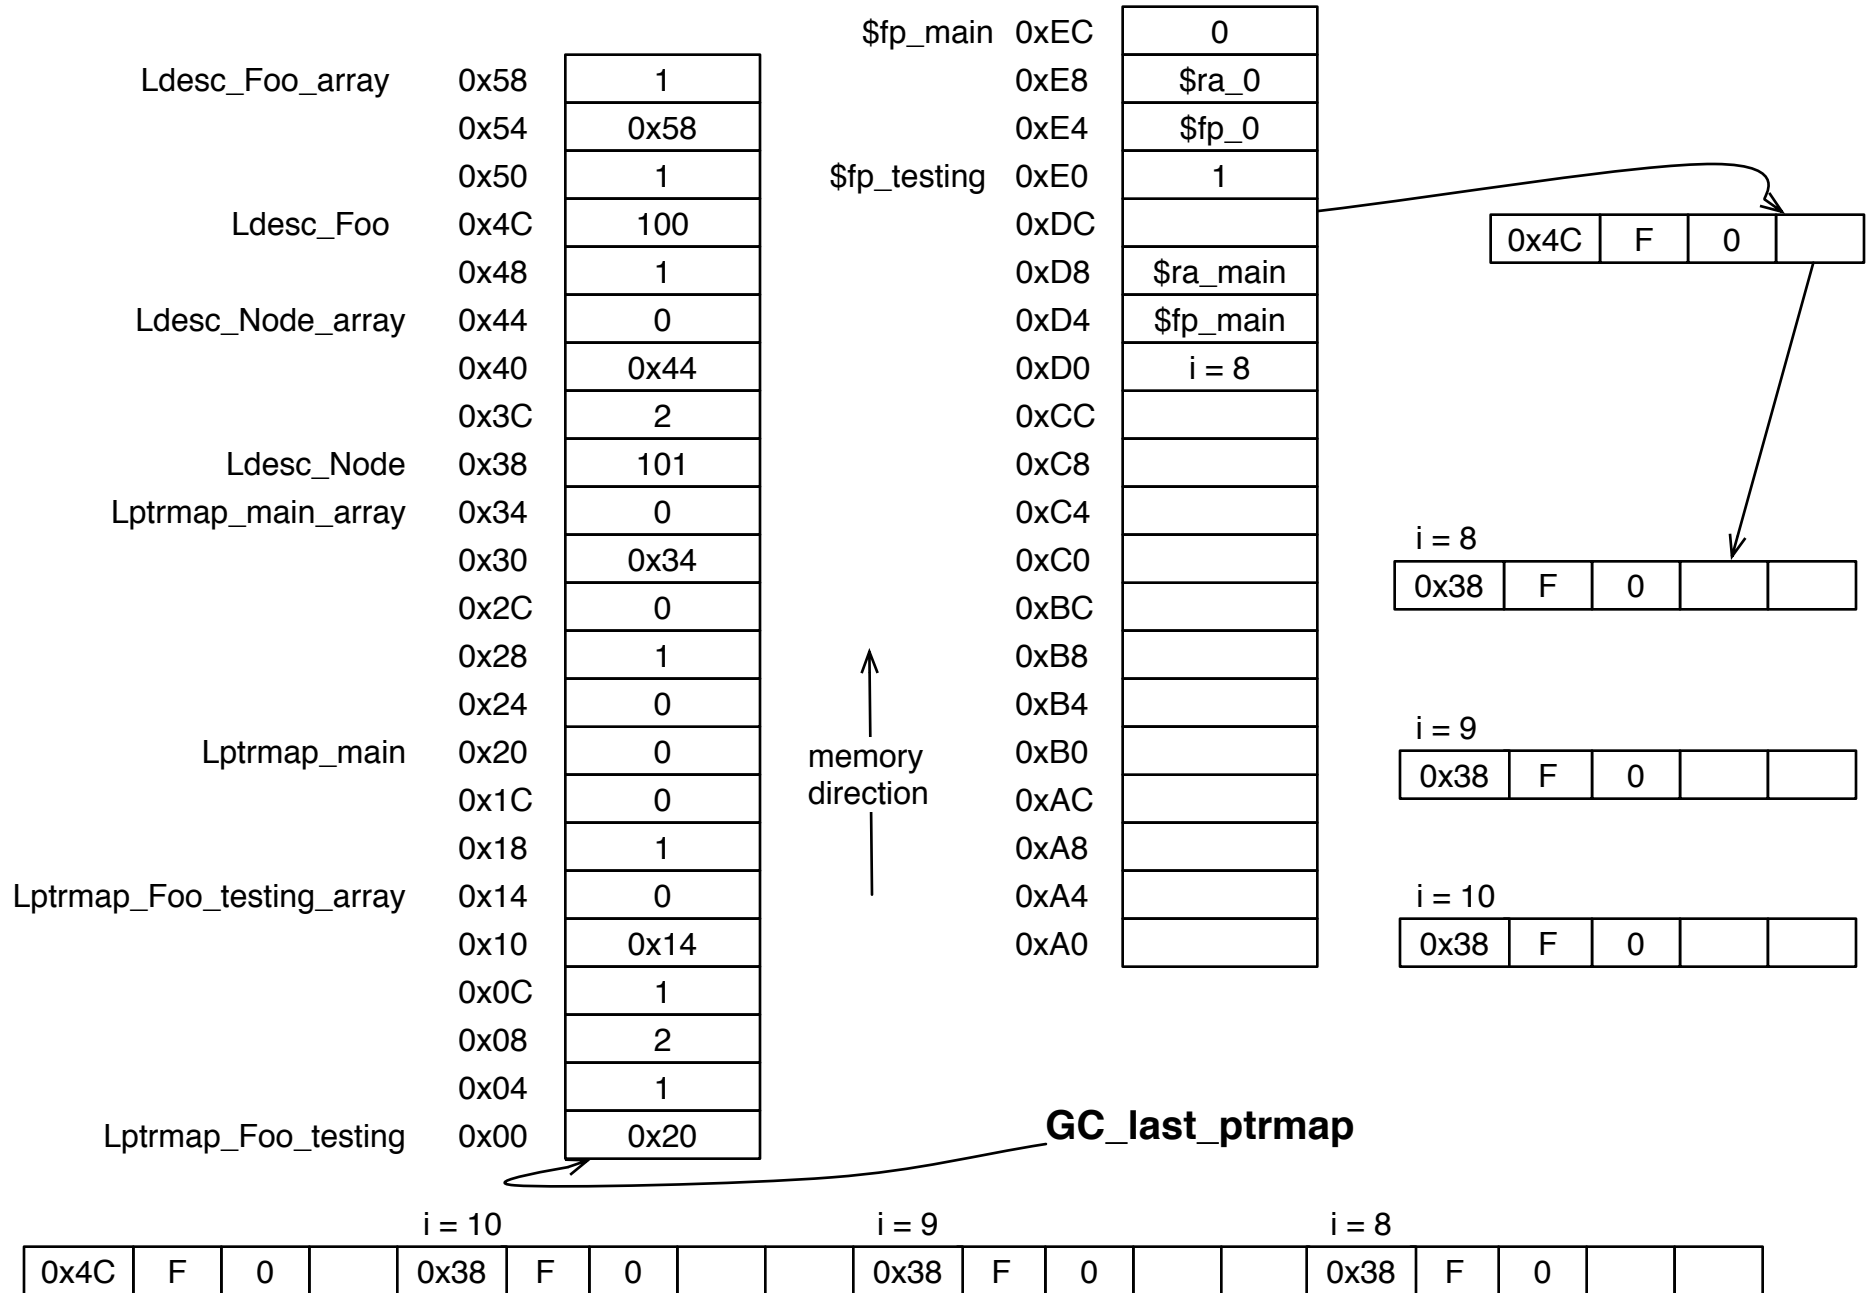 $fp_main 0xEC 0
Ldesc_Foo_array 0x58 1 0xE8 $ra_0
0x54 0x58 0xE4 $fp_0
0x50 1 $fp_testing 0xE0 1
Ldesc_Foo 0x4C 100 0xDC
0x4C F 0
0x48 1 0xD8 $ra_main
Ldesc_Node_array 0x44 0 0xD4 $fp_main
0x40 0x44 0xD0 i = 8
0x3C 2 0xCC
Ldesc_Node 0x38 101 0xC8
Lptrmap_main_array 0x34 0 0xC4
i = 8
0x30 0x34 0xC0
0x38 F 0
0x2C 0 0xBC
0x28 1 0xB8
0x24 0 0xB4
i = 9
Lptrmap_main 0x20 0 memory 0xB0
0x38 F 0
0x1C 0 direction 0xAC
0x18 1 0xA8
Lptrmap_Foo_testing_array 0x14 0 0xA4 i = 10
0x10 0x14 0xA0 0x38 F 0
0x0C 1
0x08 2
0x04 1
GC_last_ptrmap
Lptrmap_Foo_testing 0x00 0x20
i = 10 i = 9 i = 8
0x4C F 0 0x38 F 0 0x38 F 0 0x38 F 0